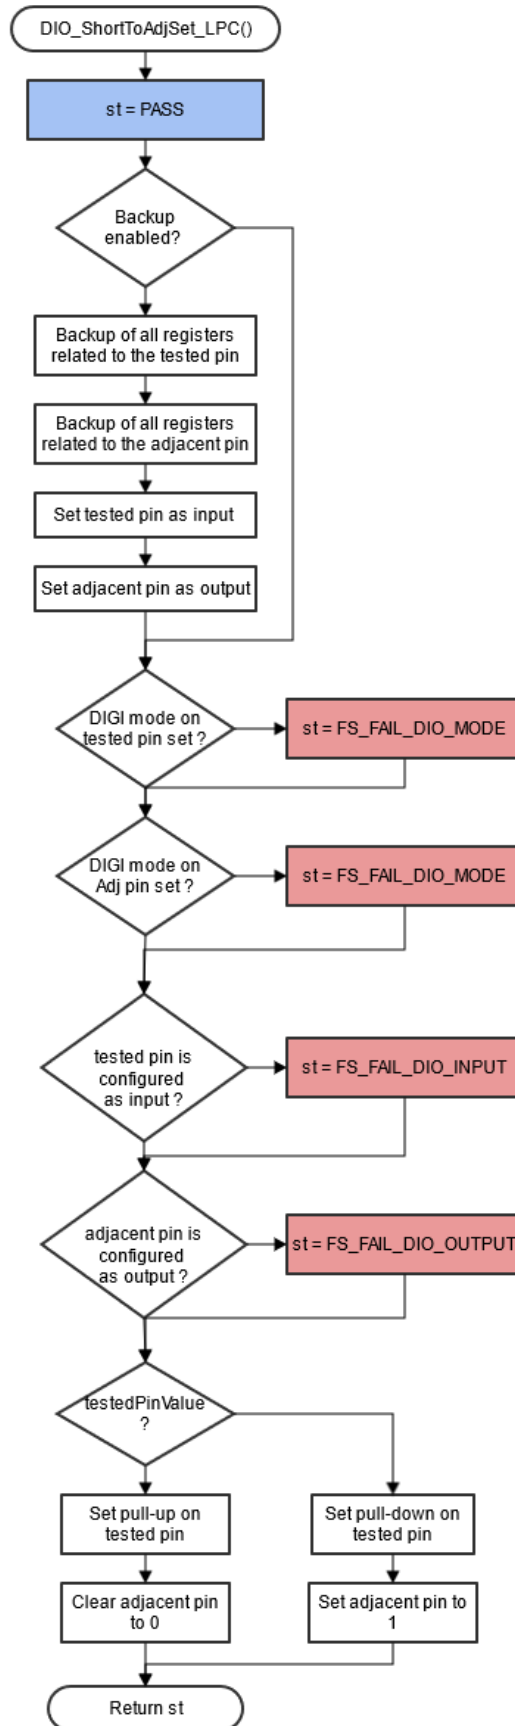 DIO_ShortToAdjSet_LPC()
st = PASS
Backup
enabled?
Backup of all registers
related to the tested pin
Backup of all registers
related to the adjacent pin
Set tested pin as input
Set adjacent pin as output
DIGI mode on
tested pin set ?
st = FS_FAIL_DIO_MODE
DIGI mode on
Adj pin set ?
st = FS_FAIL_DIO_MODE
tested pin is
configured
as input ?
st = FS_FAIL_DIO_INPUT
adjacent pin is
configured
as output ?
st = FS_FAIL_DIO_OUTPUT
testedPinValue
?
Set pull-up on
tested pin
Set pull-down on
tested pin
Clear adjacent pin
to 0
Set adjacent pin to
1
Return st